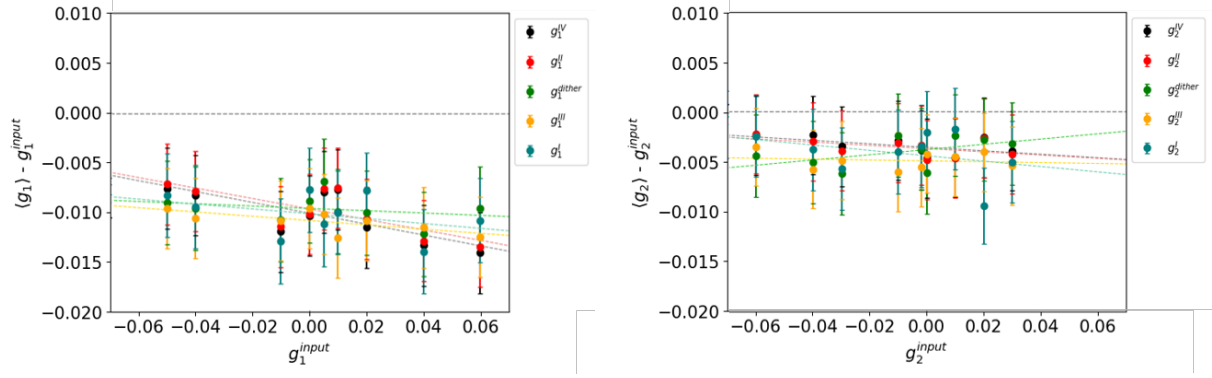 0.010
0.005
0.000
−0.005
−0.010
−0.015
−0.020
⟨g₁⟩ - g₁^input
−0.06 −0.04 −0.02 0.00 0.02 0.04 0.06
g₁^input
g₁^IV
g₁^II
g₁^dither
g₁^III
g₁^I
0.010
0.005
0.000
−0.005
−0.010
−0.015
−0.020
⟨g₂⟩ - g₂^input
−0.06 −0.04 −0.02 0.00 0.02 0.04 0.06
g₂^input
g₂^IV
g₂^II
g₂^dither
g₂^III
g₂^I